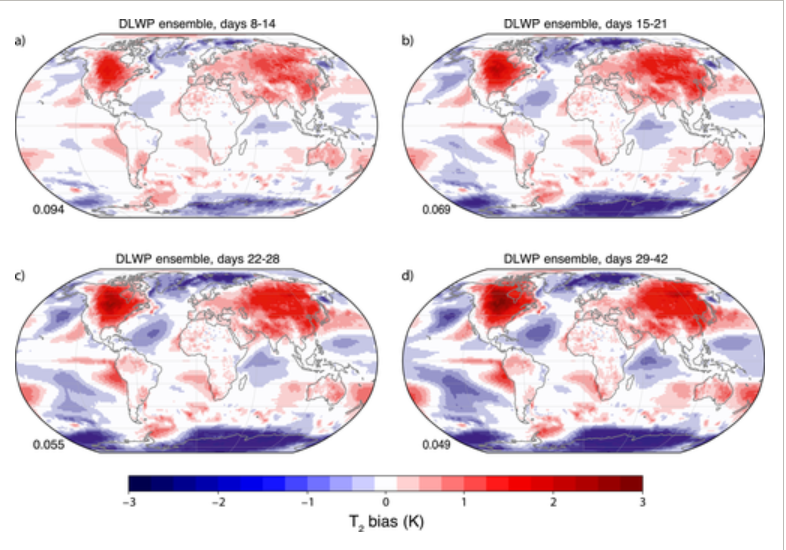 DLWP ensemble, days 8-14
a)
0.094
DLWP ensemble, days 15-21
b)
0.069
DLWP ensemble, days 22-28
c)
0.055
DLWP ensemble, days 29-42
d)
0.049
−3 −2 −1 0 1 2 3
T₂ bias (K)